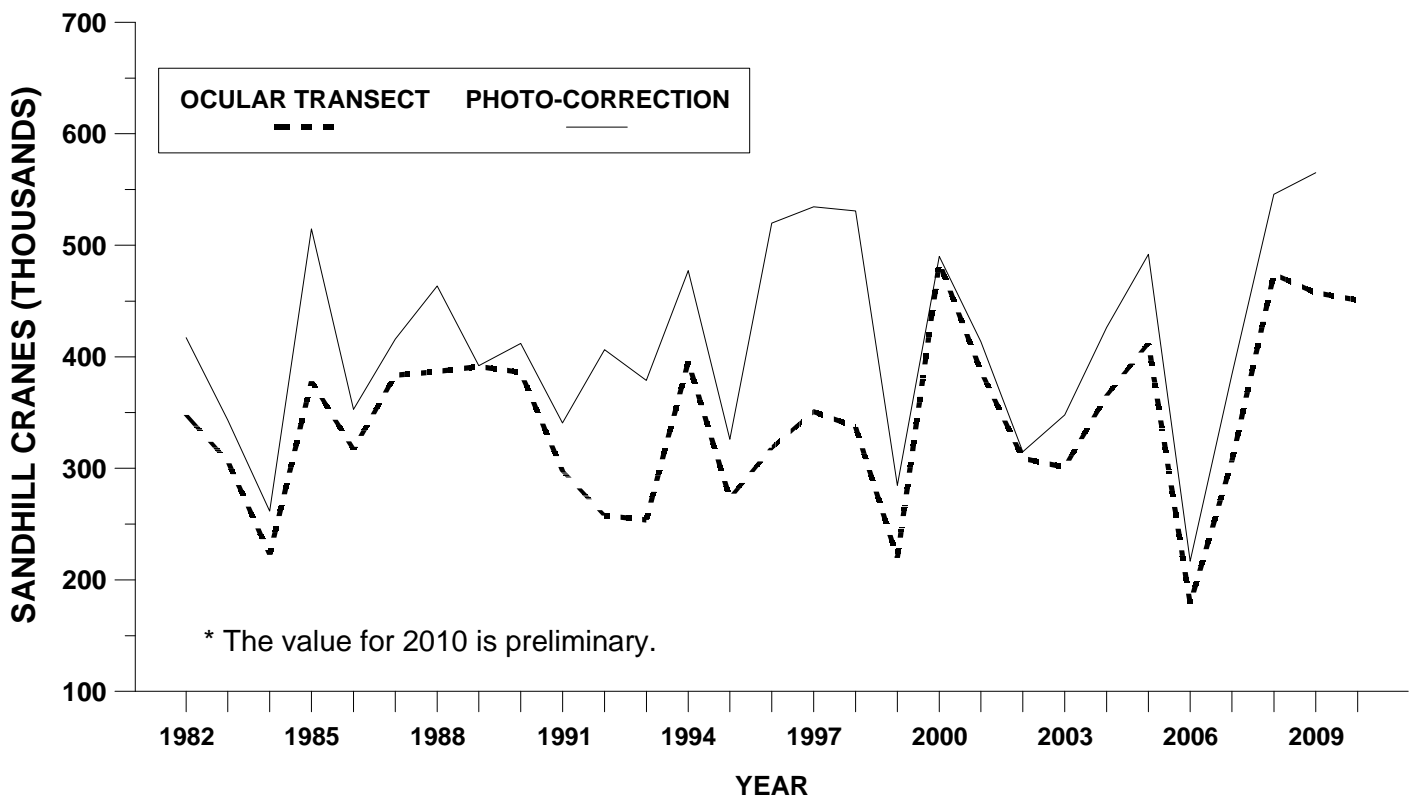 SANDHILL CRANES (THOUSANDS)
700
600
500
400
300
200
100
OCULAR TRANSECT PHOTO-CORRECTION
* The value for 2010 is preliminary.
1982 1985 1988 1991 1994 1997 2000 2003 2006 2009
YEAR